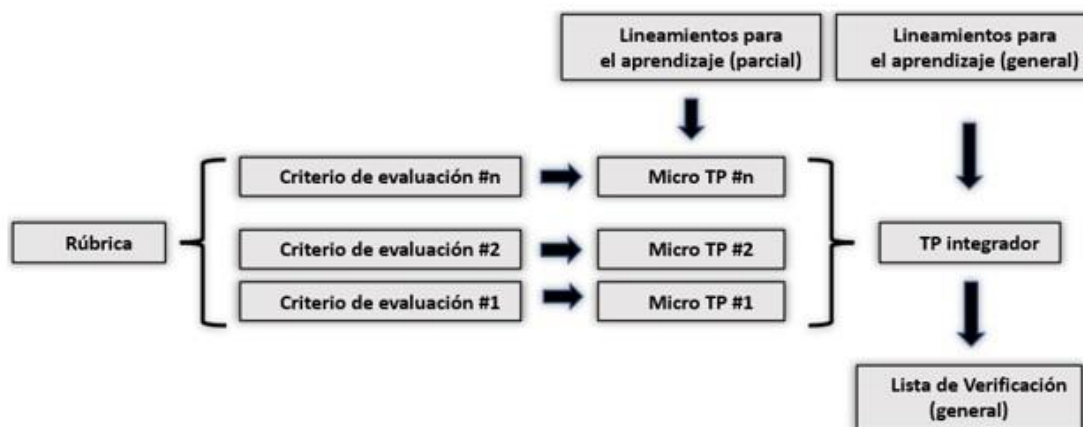 Lineamientos para
el aprendizaje (parcial)
Lineamientos para
el aprendizaje (general)
Criterio de evaluación #n
Micro TP #n
Rúbrica
Criterio de evaluación #2
Micro TP #2
TP integrador
Criterio de evaluación #1
Micro TP #1
Lista de Verificación
(general)